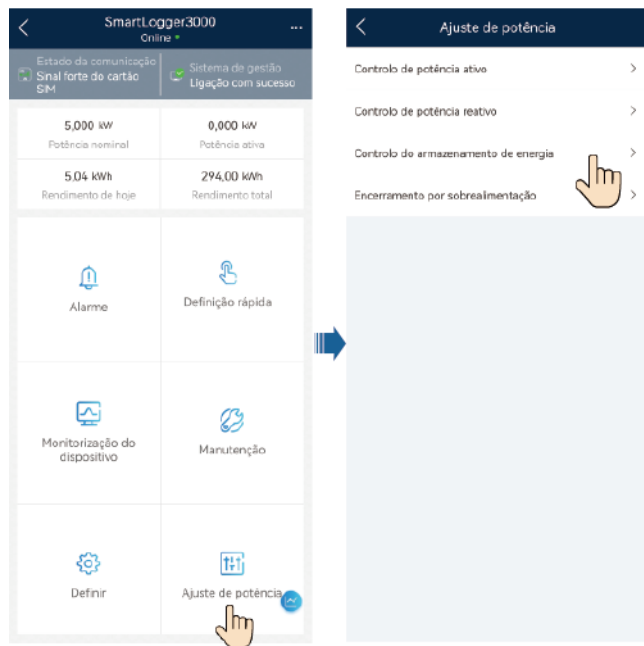 SmartLogger3000
Online
...
Estado da comunicação
Sinal forte do cartão
SIM
Sistema de gestão
Ligação com sucesso
5,000 kW
Potência nominal
0,000 kW
Potência ativa
5,04 kWh
Rendimento de hoje
294,00 kWh
Rendimento total
Alarme
Definição rápida
Monitorização do
dispositivo
Manutenção
Definir
Ajuste de potência
Ajuste de potência
Controlo de potência ativo
Controlo de potência reativo
Controlo do armazenamento de energia
Encerramento por sobrealimentação